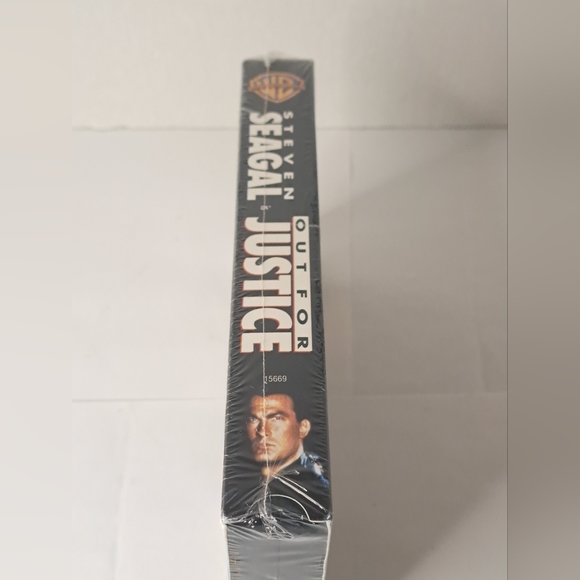 STEVEN
SEAGAL
OUT FOR
JUSTICE
15669